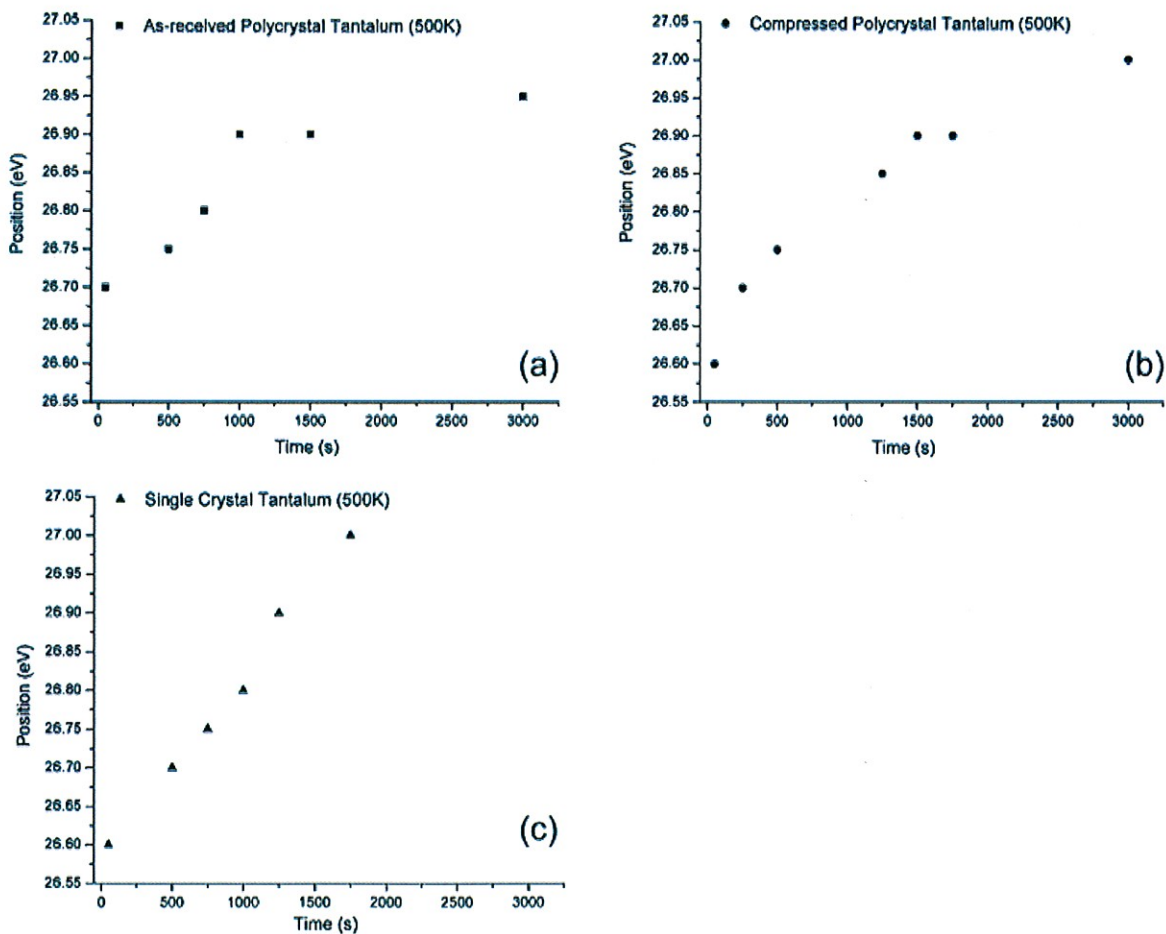 As-received Polycrystal Tantalum (500K)
27.05
27.00
26.95
26.90
26.85
26.80
26.75
26.70
26.65
26.60
26.55
Position (eV)
0 500 1000 1500 2000 2500 3000
Time (s)
(a)
Compressed Polycrystal Tantalum (500K)
27.05
27.00
26.95
26.90
26.85
26.80
26.75
26.70
26.65
26.60
26.55
Position (eV)
0 500 1000 1500 2000 2500 3000
Time (s)
(b)
Single Crystal Tantalum (500K)
27.05
27.00
26.95
26.90
26.85
26.80
26.75
26.70
26.65
26.60
26.55
Position (eV)
0 500 1000 1500 2000 2500 3000
Time (s)
(c)